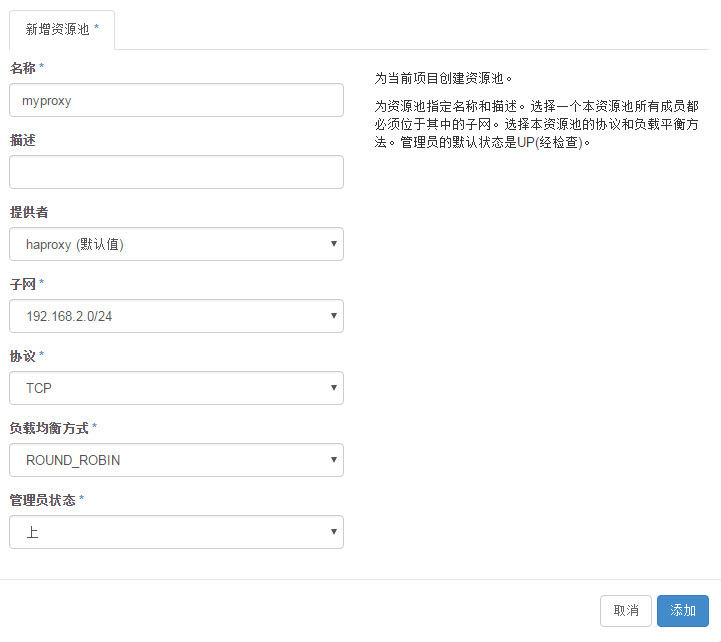 新增资源池 *
名称 *
myproxy
描述
提供者
haproxy (默认值)
子网 *
192.168.2.0/24
协议 *
TCP
负载均衡方式 *
ROUND_ROBIN
管理员状态 *
上
为当前项目创建资源池。
为资源池指定名称和描述。选择一个本资源池所有成员都
必须位于其中的子网。选择本资源池的协议和负载平衡方
法。管理员的默认状态是UP(经检查)。
取消
添加